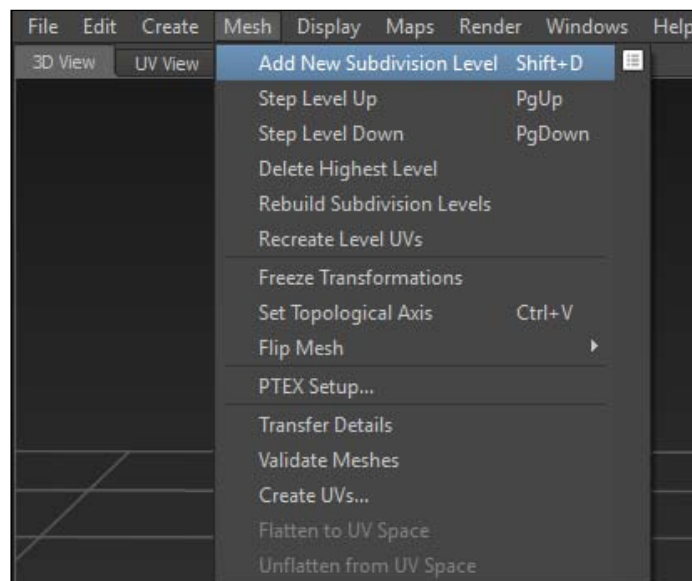 File Edit Create Mesh Display Maps Render Windows Help
3D View UV View
Add New Subdivision Level Shift+D
Step Level Up PgUp
Step Level Down PgDown
Delete Highest Level
Rebuild Subdivision Levels
Recreate Level UVs
Freeze Transformations
Set Topological Axis Ctrl+V
Flip Mesh
PTEX Setup...
Transfer Details
Validate Meshes
Create UVs...
Flatten to UV Space
Unflatten from UV Space